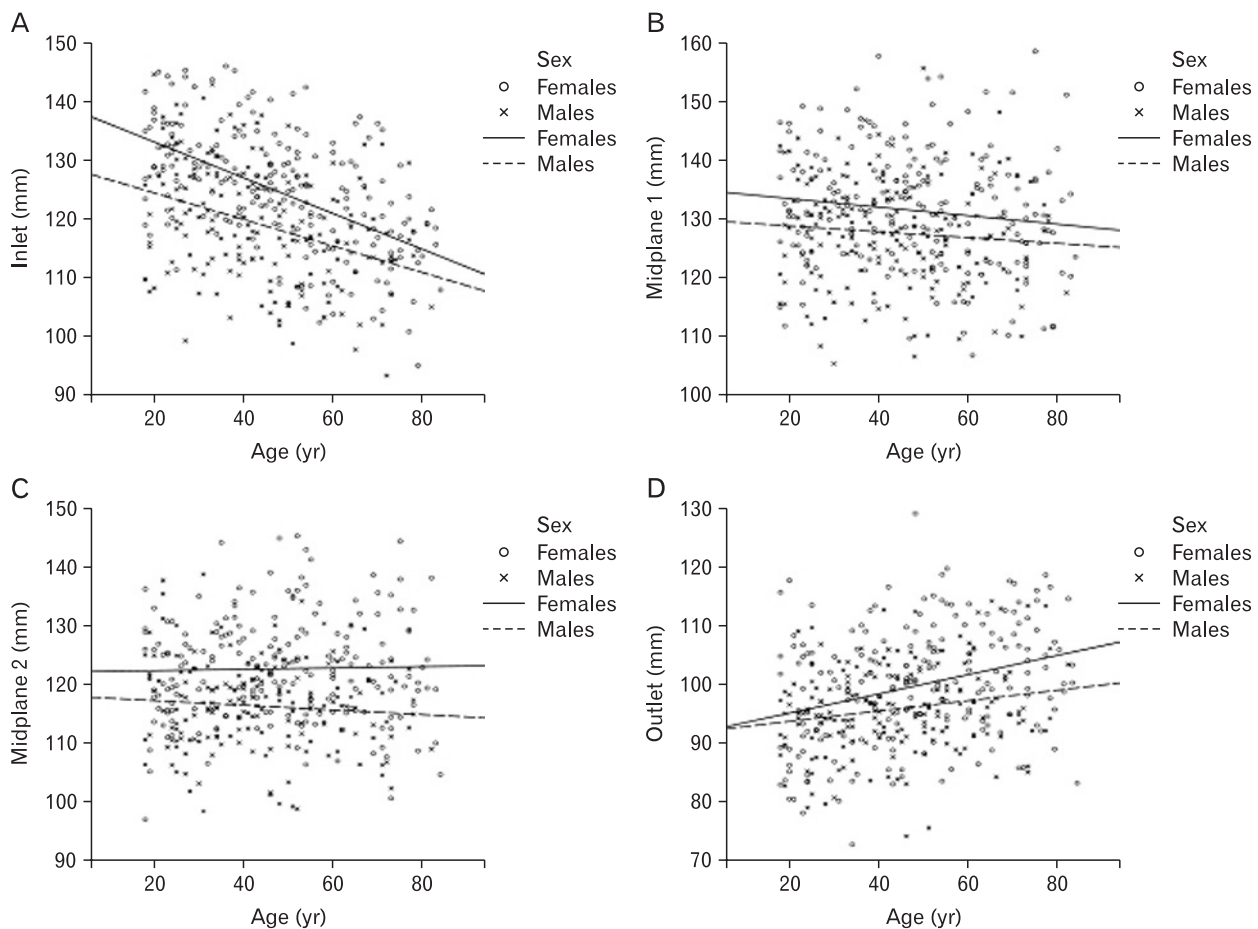 A
150
140
130
120
110
100
90
Inlet (mm)
20
40
60
80
Age (yr)
Sex
Females
Males
Females
Males
B
160
150
140
130
120
110
100
Midplane 1 (mm)
20
40
60
80
Age (yr)
Sex
Females
Males
Females
Males
C
150
140
130
120
110
100
90
Midplane 2 (mm)
20
40
60
80
Age (yr)
Sex
Females
Males
Females
Males
D
130
120
110
100
90
80
70
Outlet (mm)
20
40
60
80
Age (yr)
Sex
Females
Males
Females
Males